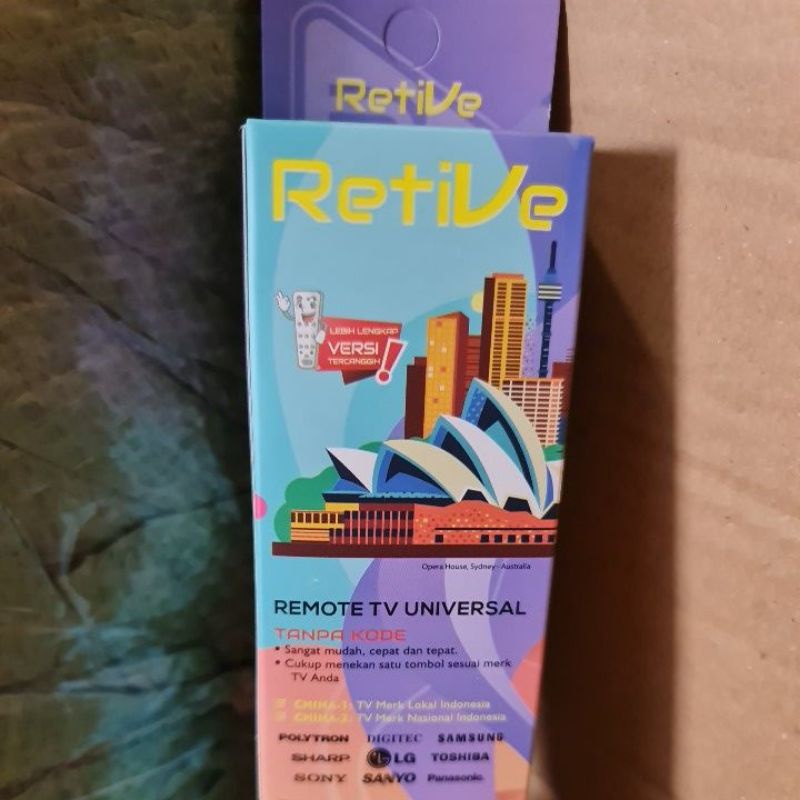 RetiVe
RetiVe
LEBIH LENGKAP
VERSI
TERCANGGIH!
Opera House, Sydney - Australia
REMOTE TV UNIVERSAL
TANPA KODE
• Sangat mudah, cepat dan tepat.
• Cukup menekan satu tombol sesuai merk
TV Anda
CHINA-1: TV Merk Lokal Indonesia
CHINA-2: TV Merk Nasional Indonesia
POLYTRON DIGITEC SAMSUNG
SHARP LG TOSHIBA
SONY SANYO Panasonic